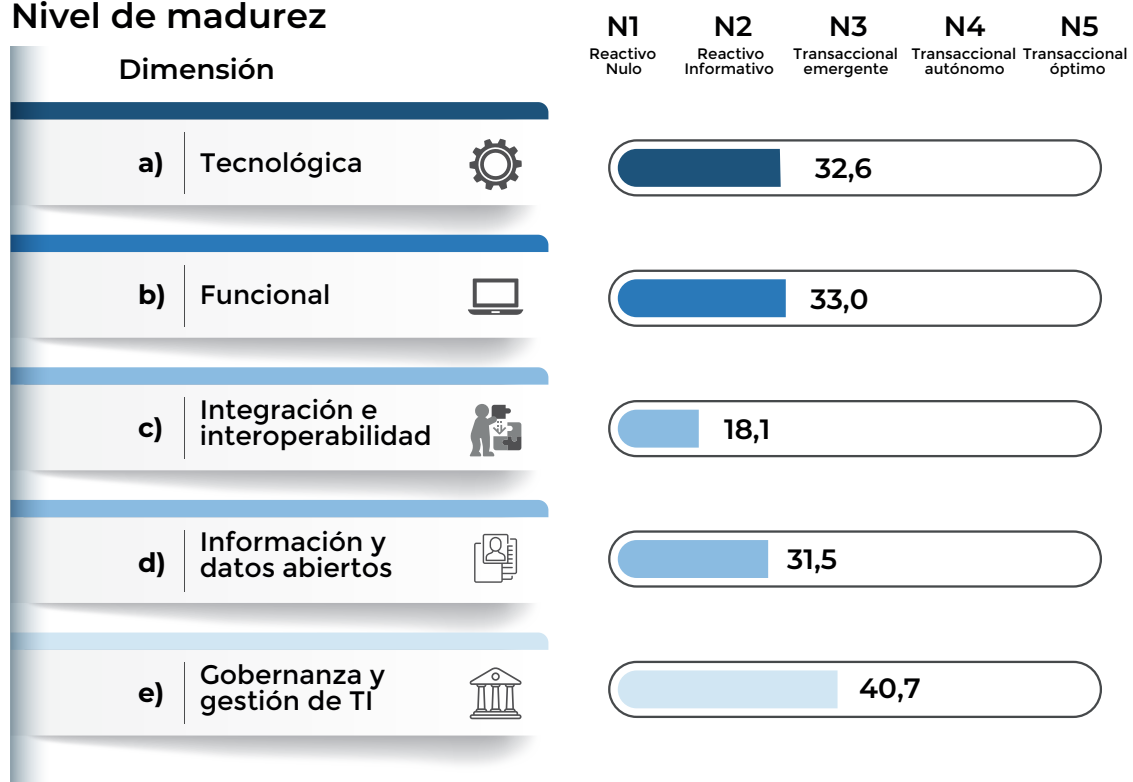 Nivel de madurez
Dimensión
N1
Reactivo
Nulo
N2
Reactivo
Informativo
N3
Transaccional
emergente
N4
Transaccional
autónomo
N5
Transaccional
óptimo
a) Tecnológica
32,6
b) Funcional
33,0
c) Integración e
interoperabilidad
18,1
d) Información y
datos abiertos
31,5
e) Gobernanza y
gestión de TI
40,7